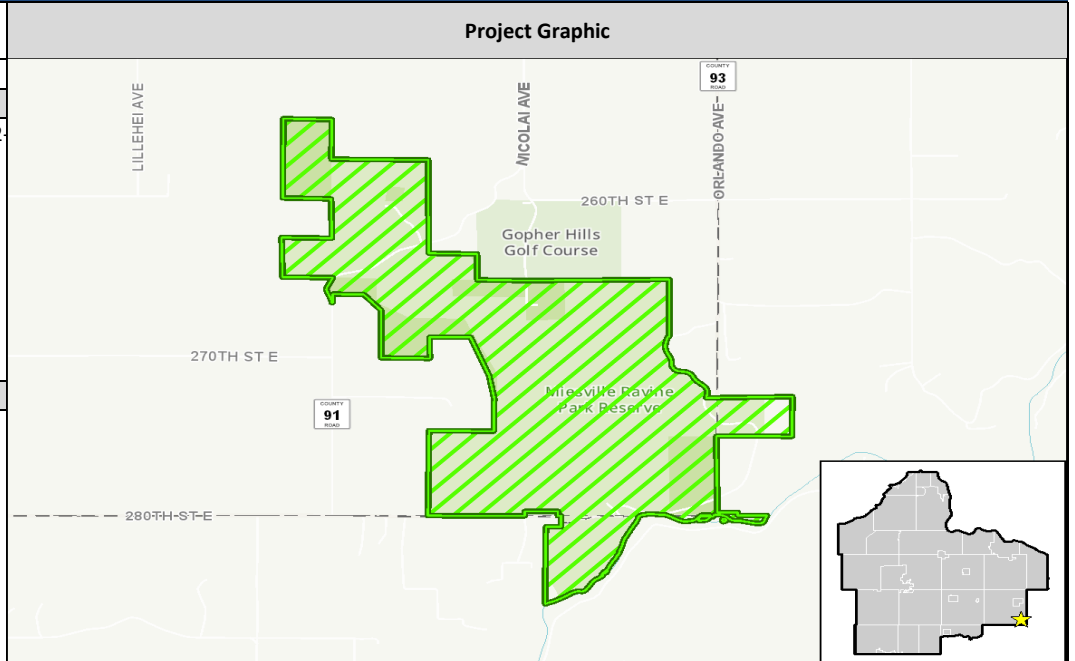 Project Graphic
COUNTY
93
ROAD
LILLEHEI AVE
NICOLAI AVE
ORLANDO AVE
260TH ST E
Gopher Hills
Golf Course
270TH ST E
Miesville Ravine
Park Reserve
COUNTY
91
ROAD
280TH ST E